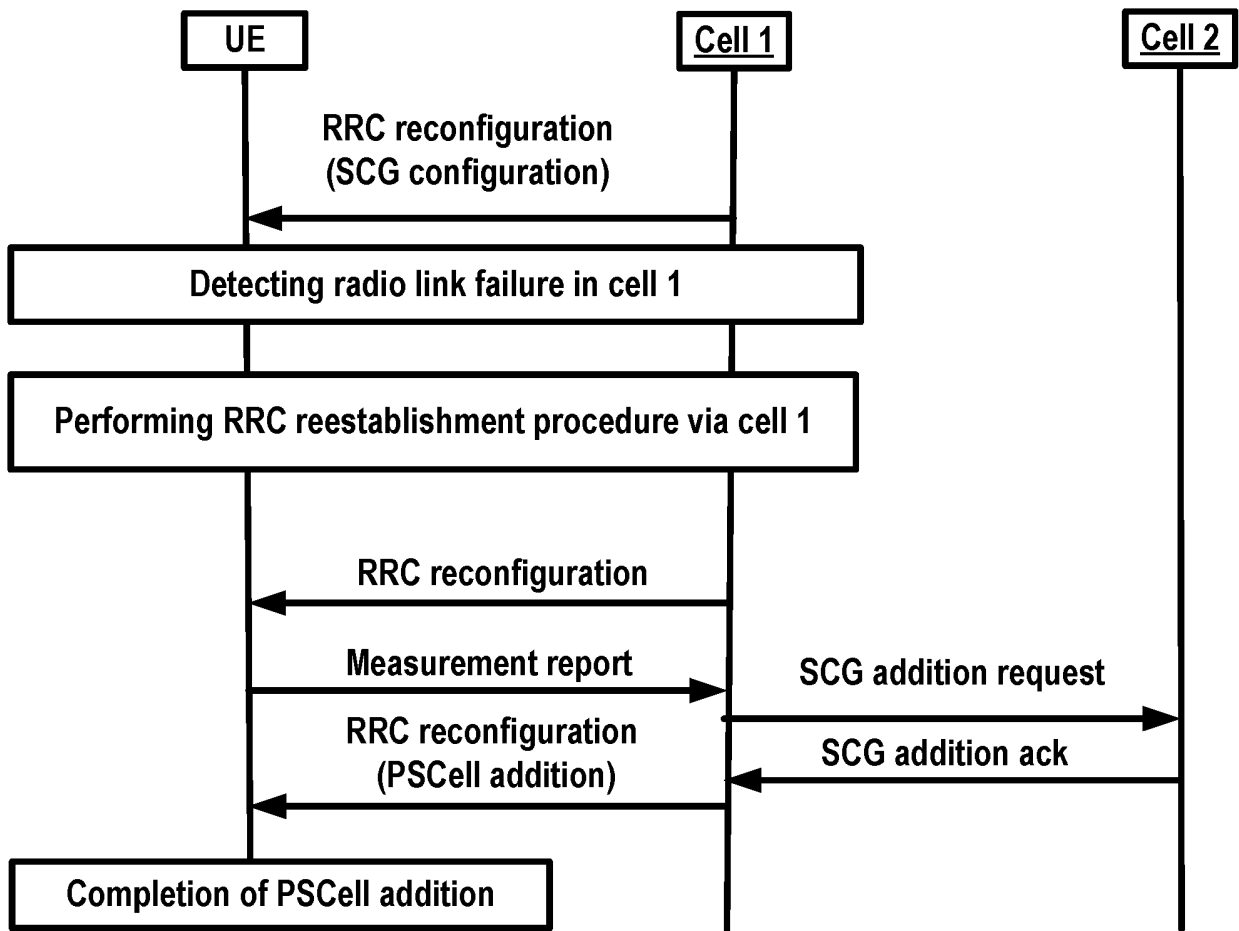 UE
Cell 1
Cell 2
RRC reconfiguration
(SCG configuration)
Detecting radio link failure in cell 1
Performing RRC reestablishment procedure via cell 1
RRC reconfiguration
Measurement report
SCG addition request
RRC reconfiguration
(PSCell addition)
SCG addition ack
Completion of PSCell addition